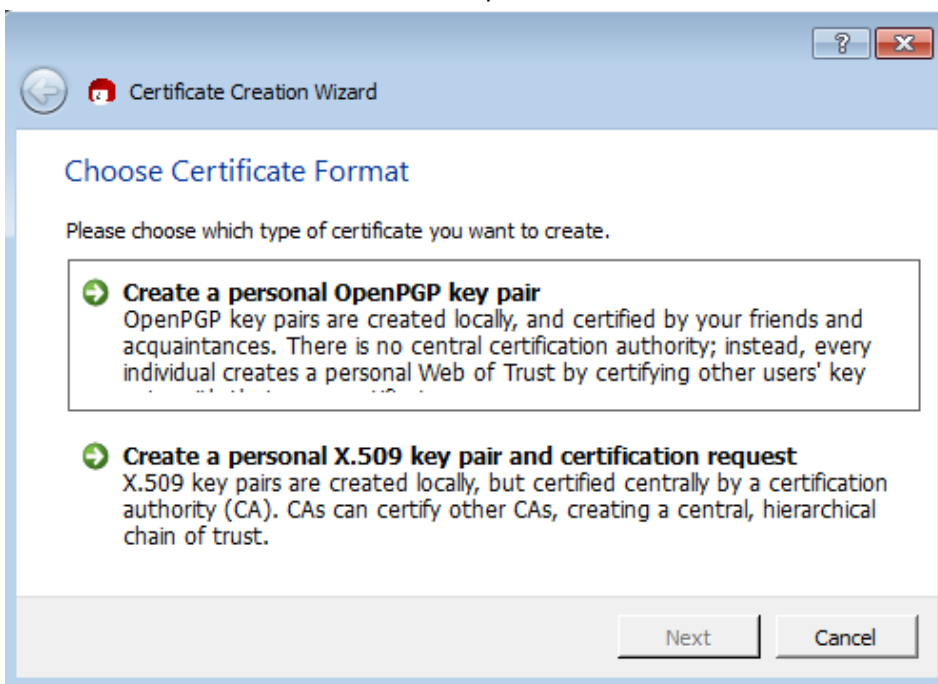 Certificate Creation Wizard
Choose Certificate Format
Please choose which type of certificate you want to create.
Create a personal OpenPGP key pair
OpenPGP key pairs are created locally, and certified by your friends and
acquaintances. There is no central certification authority; instead, every
individual creates a personal Web of Trust by certifying other users' key
Create a personal X.509 key pair and certification request
X.509 key pairs are created locally, but certified centrally by a certification
authority (CA). CAs can certify other CAs, creating a central, hierarchical
chain of trust.
Next
Cancel